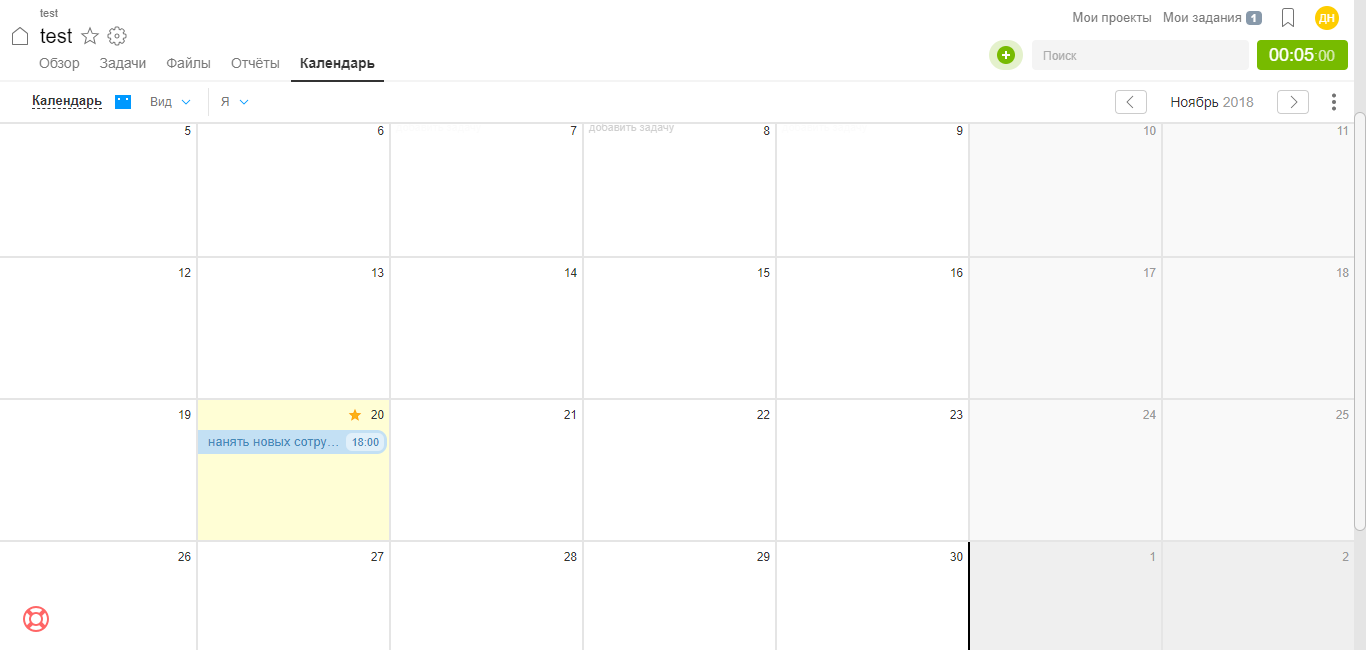 test
test
Мои проекты Мои задания 1 ДН
Обзор Задачи Файлы Отчёты Календарь
Поиск 00:05:00
Календарь Вид Я Ноябрь 2018
5 6 7 добавить задачу 8 9 10 11
12 13 14 15 16 17 18
19 20 21 22 23 24 25
нанять новых сотру... 18:00
26 27 28 29 30 1 2